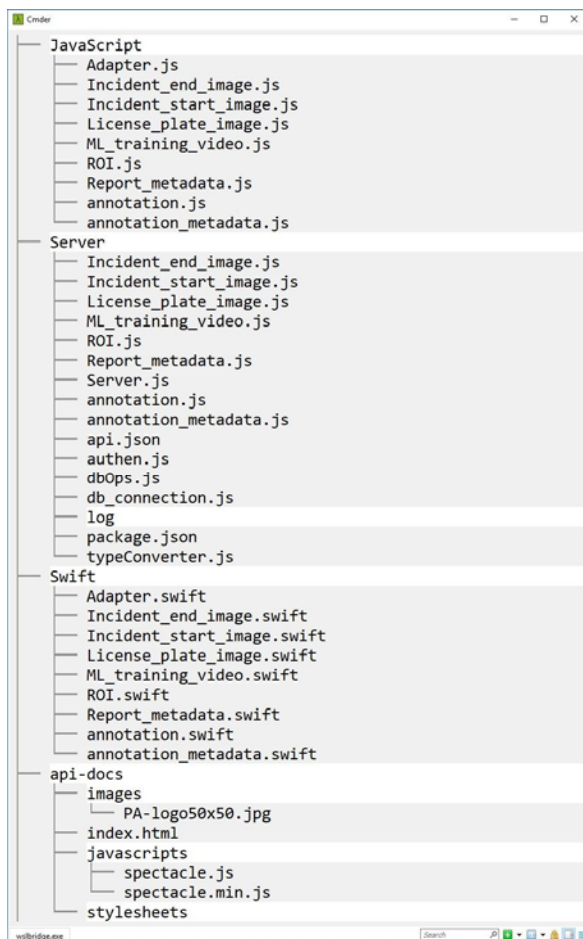 Cmder
JavaScript
Adapter.js
Incident_end_image.js
Incident_start_image.js
License_plate_image.js
ML_training_video.js
ROI.js
Report_metadata.js
annotation.js
annotation_metadata.js
Server
Incident_end_image.js
Incident_start_image.js
License_plate_image.js
ML_training_video.js
ROI.js
Report_metadata.js
Server.js
annotation.js
annotation_metadata.js
api.json
authen.js
dbOps.js
db_connection.js
log
package.json
typeConverter.js
Swift
Adapter.swift
Incident_end_image.swift
Incident_start_image.swift
License_plate_image.swift
ML_training_video.swift
ROI.swift
Report_metadata.swift
annotation.swift
annotation_metadata.swift
api-docs
images
PA-logo50x50.jpg
index.html
javascripts
spectacle.js
spectacle.min.js
stylesheets
wslbridge.exe Search